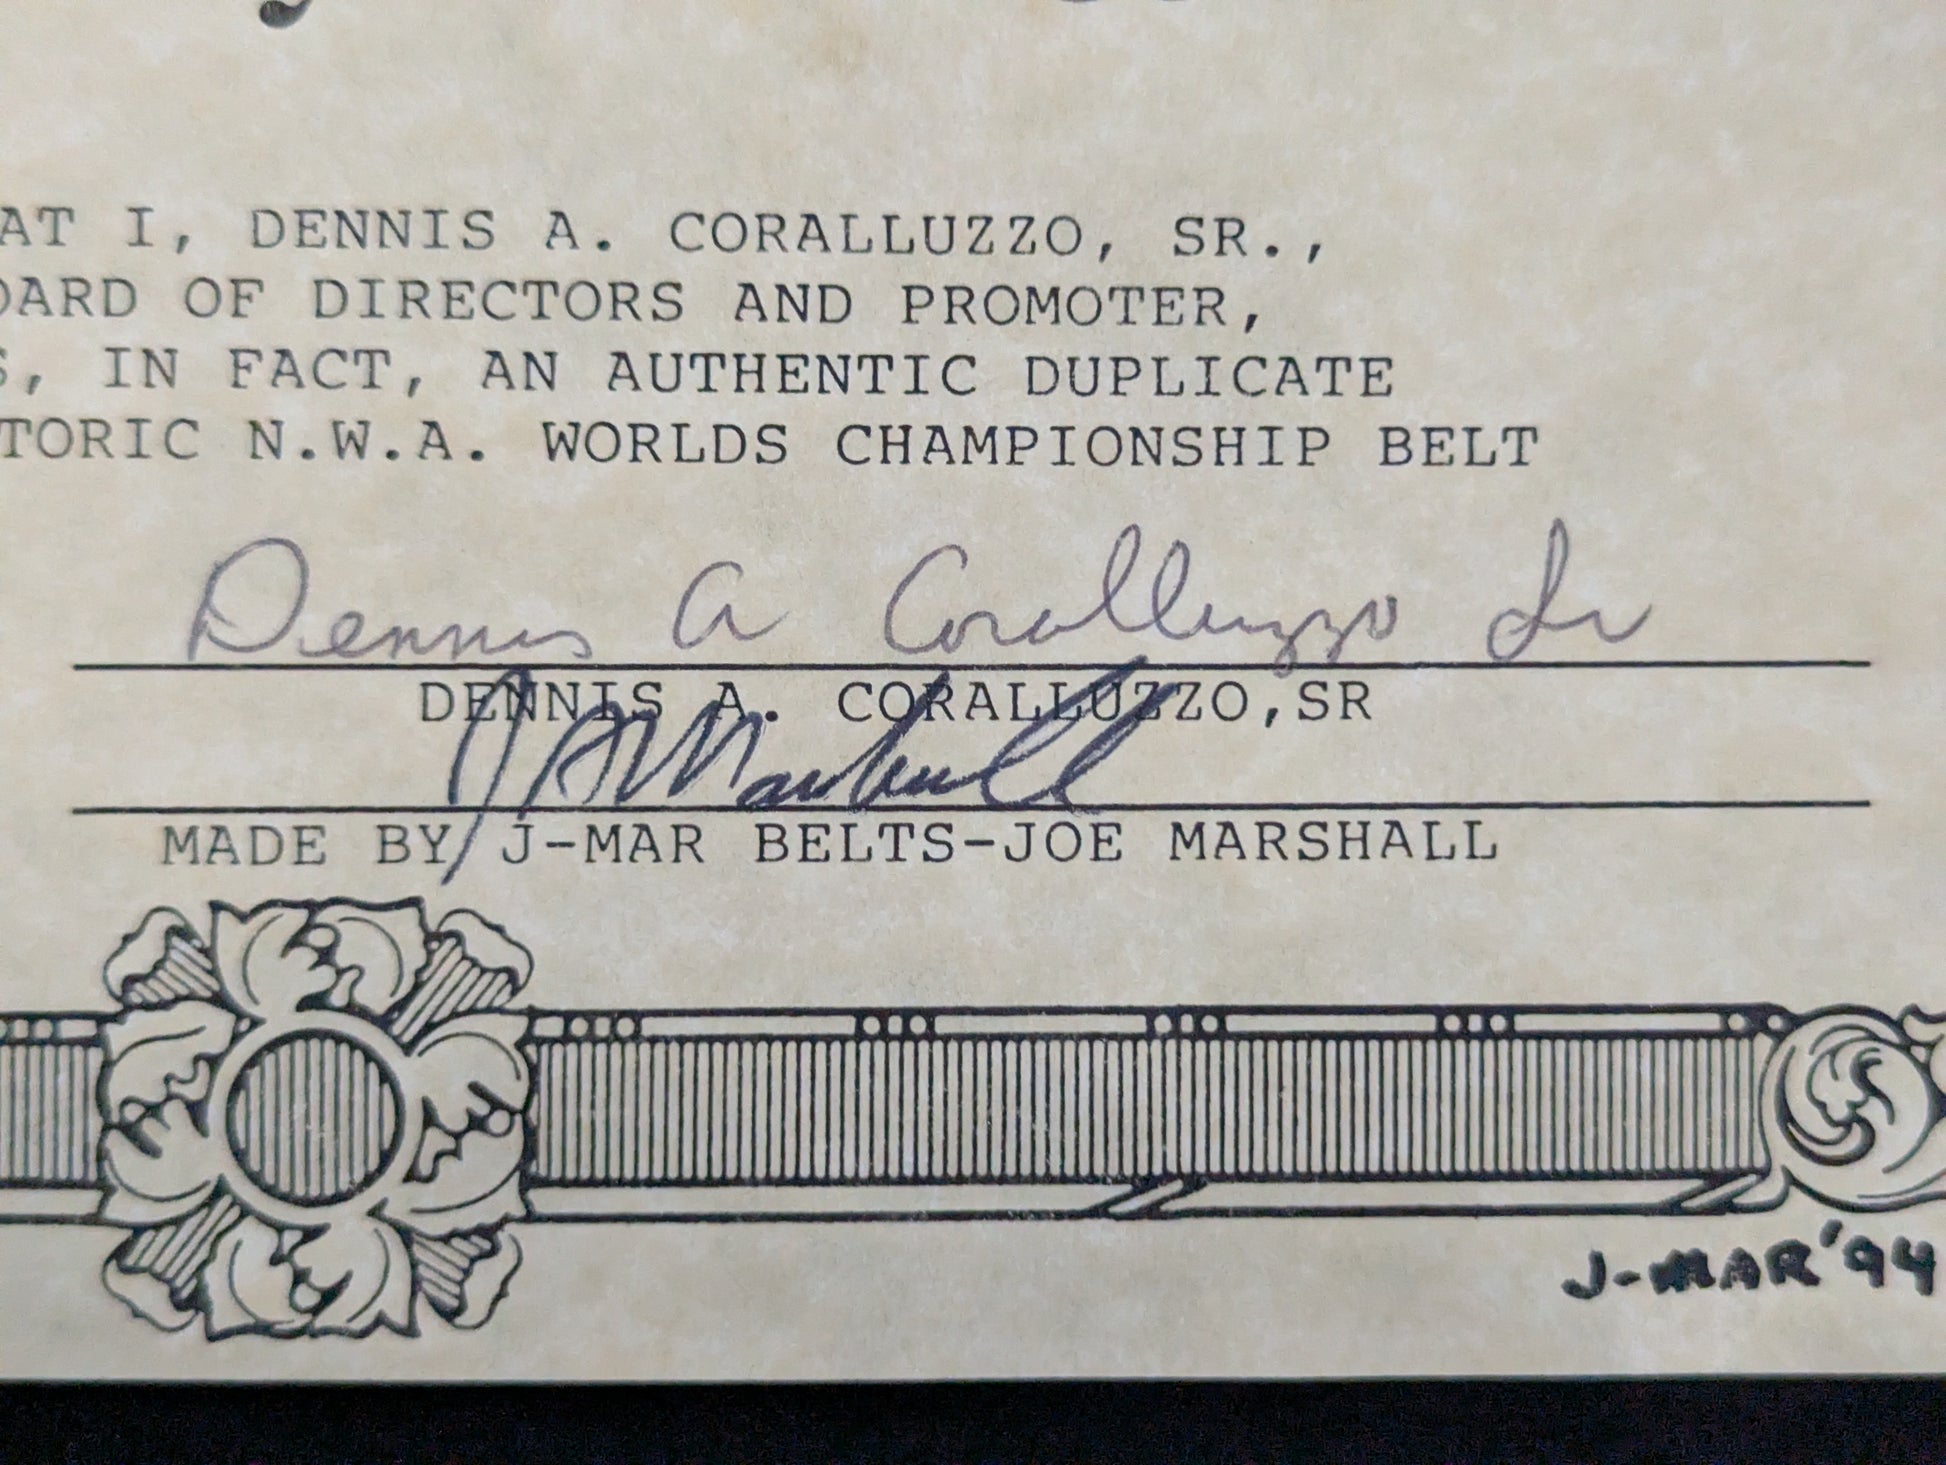 AT I, DENNIS A. CORALLUZZO, SR.,
OARD OF DIRECTORS AND PROMOTER,
S, IN FACT, AN AUTHENTIC DUPLICATE
TORIC N.W.A. WORLDS CHAMPIONSHIP BELT
Dennis A Coralluzzo Sr
DENNIS A. CORALLUZZO,SR
J A Marshall
MADE BY J-MAR BELTS-JOE MARSHALL
J-MAR'94